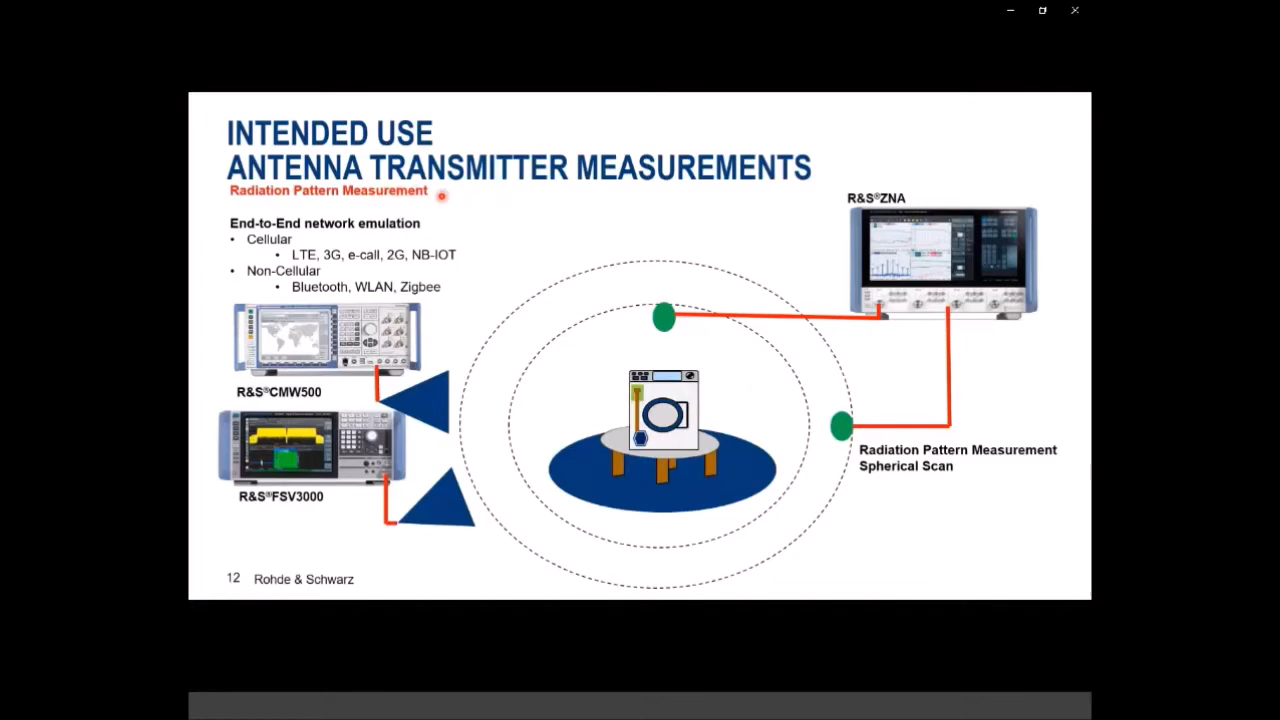 INTENDED USE
ANTENNA TRANSMITTER MEASUREMENTS
Radiation Pattern Measurement
End-to-End network emulation
• Cellular
• LTE, 3G, e-call, 2G, NB-IOT
• Non-Cellular
• Bluetooth, WLAN, Zigbee
R&S®CMW500
R&S®FSV3000
R&S®ZNA
Radiation Pattern Measurement
Spherical Scan
12 Rohde & Schwarz